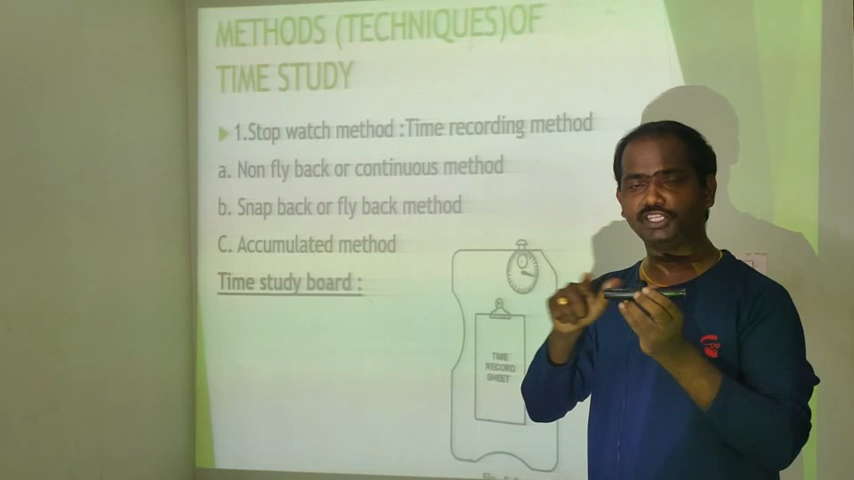 METHODS (TECHNIQUES)OF
TIME STUDY
1.Stop watch method :Time recording method
a. Non fly back or continuous method
b. Snap back or fly back method
C. Accumulated method
Time study board :
TIME
RECORD
SHEET